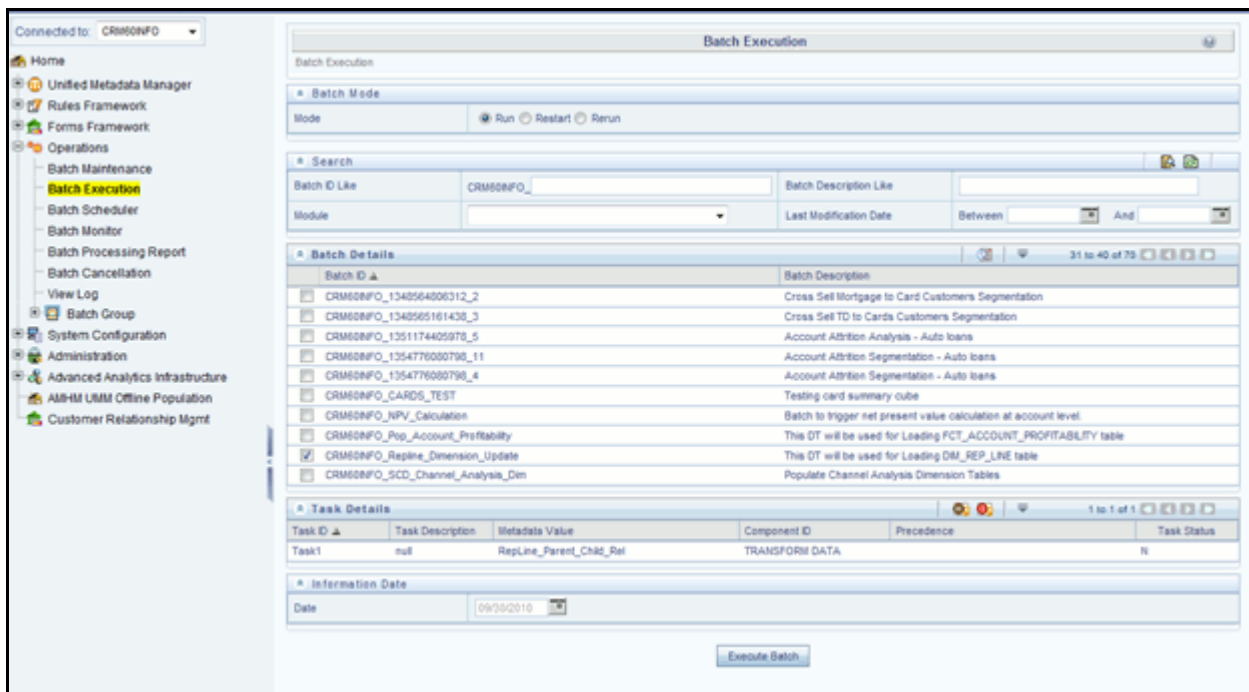 Connected to: CRM60INFO
Home
Unified Metadata Manager
Rules Framework
Forms Framework
Operations
Batch Maintenance
Batch Execution
Batch Scheduler
Batch Monitor
Batch Processing Report
Batch Cancellation
View Log
Batch Group
System Configuration
Administration
Advanced Analytics Infrastructure
AMHM UMM Offline Population
Customer Relationship Mgmt
Batch Execution
Batch Execution
Batch Mode
Mode Run Restart Rerun
Search
Batch ID Like CRM60INFO_ Batch Description Like
Module Last Modification Date Between And
Batch Details 31 to 40 of 70
Batch ID Batch Description
CRM60INFO_1348564806312_2 Cross Sell Mortgage to Card Customers Segmentation
CRM60INFO_1348565161438_3 Cross Sell TD to Cards Customers Segmentation
CRM60INFO_1351174405978_5 Account Attrition Analysis - Auto loans
CRM60INFO_1354776080798_11 Account Attrition Segmentation - Auto loans
CRM60INFO_1354776080798_4 Account Attrition Segmentation - Auto loans
CRM60INFO_CARDS_TEST Testing card summary cube
CRM60INFO_NPV_Calculation Batch to trigger net present value calculation at account level.
CRM60INFO_Pop_Account_Profitability This DT will be used for Loading FCT_ACCOUNT_PROFITABILITY table
CRM60INFO_Repline_Dimension_Update This DT will be used for Loading DIM_REP_LINE table
CRM60INFO_SCD_Channel_Analysis_Dim Populate Channel Analysis Dimension Tables
Task Details 1 to 1 of 1
Task ID Task Description Metadata Value Component ID Precedence Task Status
Task1 null RepLine_Parent_Child_Rel TRANSFORM DATA N
Information Date
Date 09/30/2010
Execute Batch